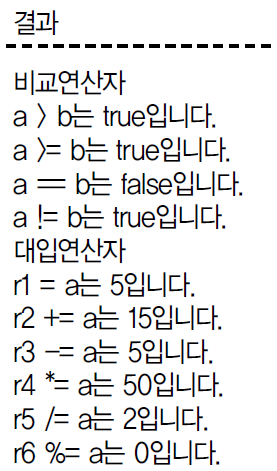 결과
비교연산자
a > b는 true입니다.
a >= b는 true입니다.
a == b는 false입니다.
a != b는 true입니다.
대입연산자
r1 = a는 5입니다.
r2 += a는 15입니다.
r3 -= a는 5입니다.
r4 *= a는 50입니다.
r5 /= a는 2입니다.
r6 %= a는 0입니다.